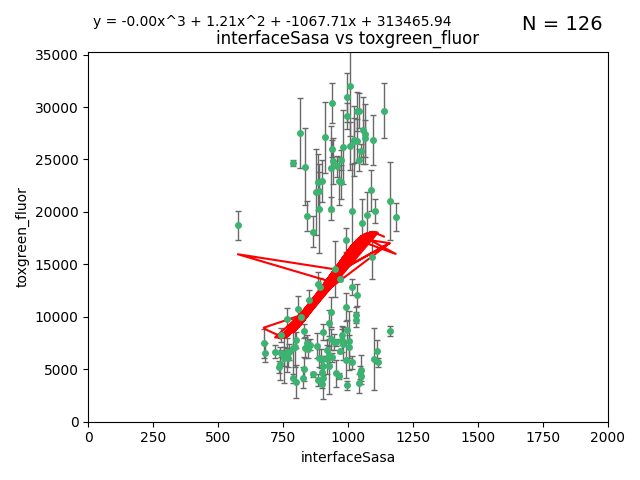 y = -0.00x^3 + 1.21x^2 + -1067.71x + 313465.94
N = 126
interfaceSasa vs toxgreen_fluor
35000
30000
25000
20000
15000
10000
5000
0
toxgreen_fluor
0 250 500 750 1000 1250 1500 1750 2000
interfaceSasa